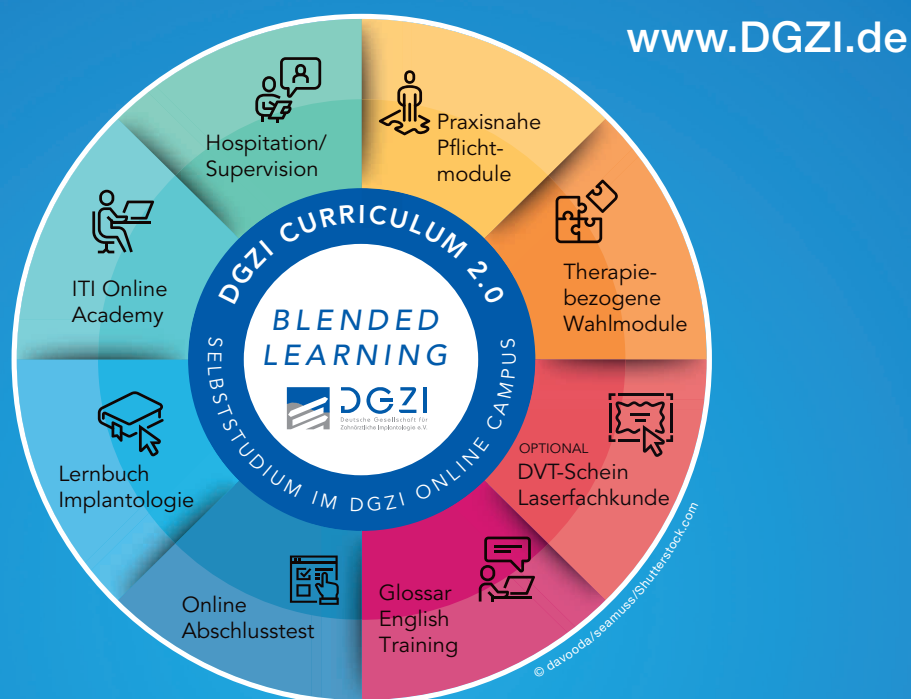 www.DGZI.de
Hospitation/
Supervision
Praxisnahe
Pflicht-
module
Therapie-
bezogene
Wahlmodule
OPTIONAL
DVT-Schein
Laserfachkunde
Glossar
English
Training
Online
Abschlusstest
Lernbuch
Implantologie
ITI Online
Academy
DGZI CURRICULUM 2.0
BLENDED
LEARNING
DGZI
Deutsche Gesellschaft für
Zahnärztliche Implantologie e.V.
SELBSTSTUDIUM IM DGZI ONLINE CAMPUS
© davooda/seamuss/Shutterstock.com